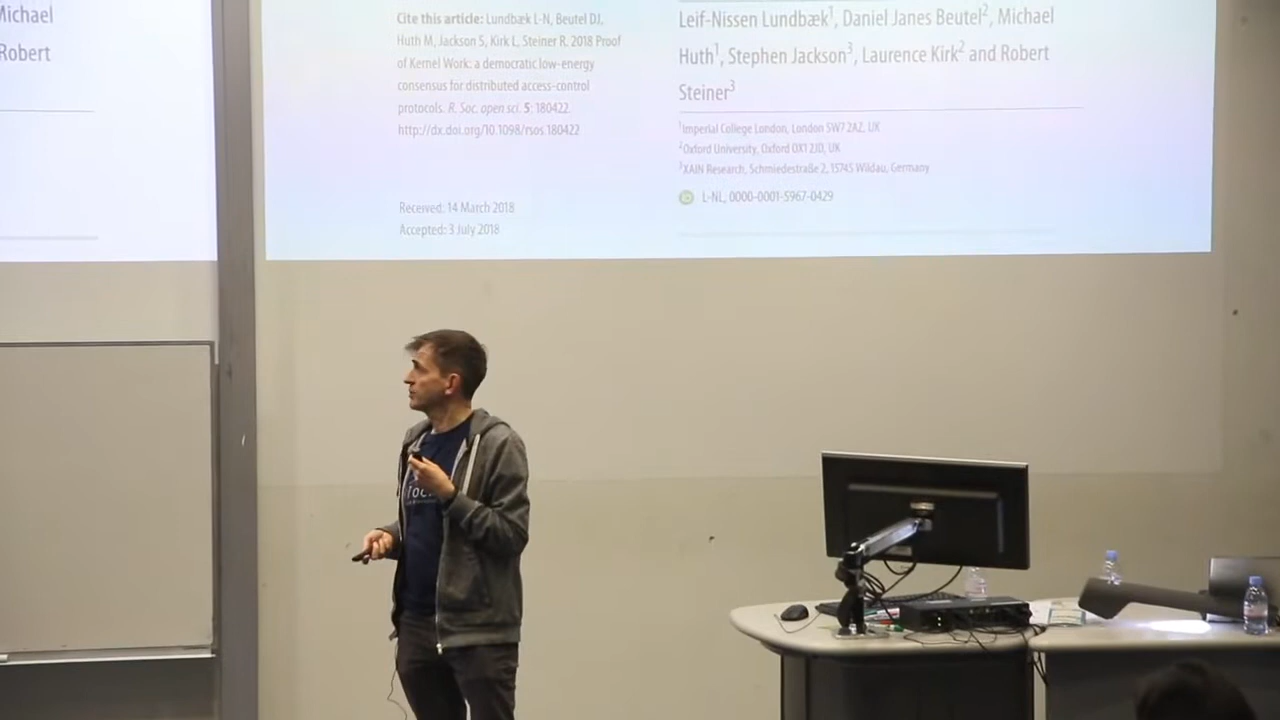 Michael
Robert
Cite this article: Lundbæk L-N, Beutel DJ,
Huth M, Jackson S, Kirk L, Steiner R. 2018 Proof
of Kernel Work: a democratic low-energy
consensus for distributed access-control
protocols. R. Soc. open sci. 5: 180422.
http://dx.doi.org/10.1098/rsos.180422
Received: 14 March 2018
Accepted: 3 July 2018
Leif-Nissen Lundbæk¹, Daniel Janes Beutel², Michael
Huth¹, Stephen Jackson³, Laurence Kirk² and Robert
Steiner³
¹Imperial College London, London SW7 2AZ, UK
²Oxford University, Oxford OX1 2JD, UK
³XAIN Research, Schmiedestraße 2, 15745 Wildau, Germany
iD L-NL, 0000-0001-5967-0429